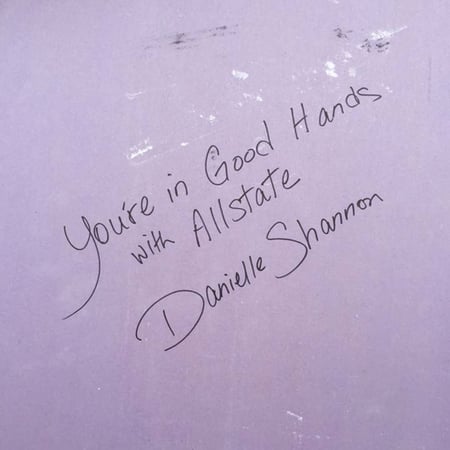 You're in Good Hands
with Allstate
Danielle Shannon